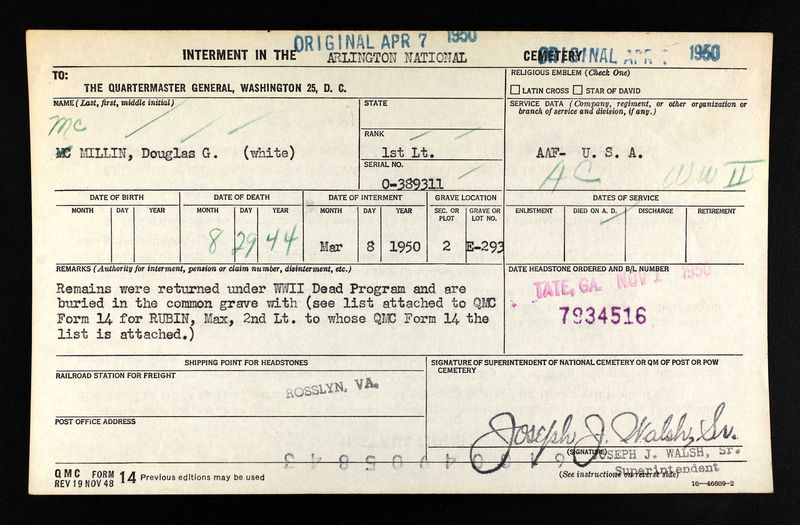 ORIGINAL APR 7 1950
INTERMENT IN THE ARLINGTON NATIONAL CEMETERY
ORIGINAL APR 1950
TO:
THE QUARTERMASTER GENERAL, WASHINGTON 25, D. C.
RELIGIOUS EMBLEM (Check One)
LATIN CROSS STAR OF DAVID
NAME (Last, first, middle initial)
Mc
MC MILLIN, Douglas G. (white)
STATE
RANK
1st Lt.
SERIAL NO.
O-389311
SERVICE DATA (Company, regiment, or other organization or
branch of service and division, if any.)
AAF- U. S. A.
AC WW II
DATE OF BIRTH
MONTH DAY YEAR
DATE OF DEATH
MONTH DAY YEAR
8 29 44
DATE OF INTERMENT
MONTH DAY YEAR
Mar 8 1950
GRAVE LOCATION
SEC. OR PLOT GRAVE OR LOT NO.
2 E-293
DATES OF SERVICE
ENLISTMENT DIED ON A. D. DISCHARGE RETIREMENT
REMARKS (Authority for interment, pension or claim number, disinterment, etc.)
Remains were returned under WWII Dead Program and are
buried in the common grave with (see list attached to QMC
Form 14 for RUBIN, Max, 2nd Lt. to whose QMC Form 14 the
list is attached.)
DATE HEADSTONE ORDERED AND B/L NUMBER
TATE, GA. NOV 1 1950
7934516
SHIPPING POINT FOR HEADSTONES
RAILROAD STATION FOR FREIGHT
ROSSLYN, VA.
POST OFFICE ADDRESS
SIGNATURE OF SUPERINTENDENT OF NATIONAL CEMETERY OR QM OF POST OR POW
CEMETERY
Joseph J. Walsh, Sr.
(SIGNATURE)
JOSEPH J. WALSH, Sr.
Superintendent
(See instructions on reverse side)
QMC FORM 14 Previous editions may be used
REV 19 NOV 48
16—46609-2